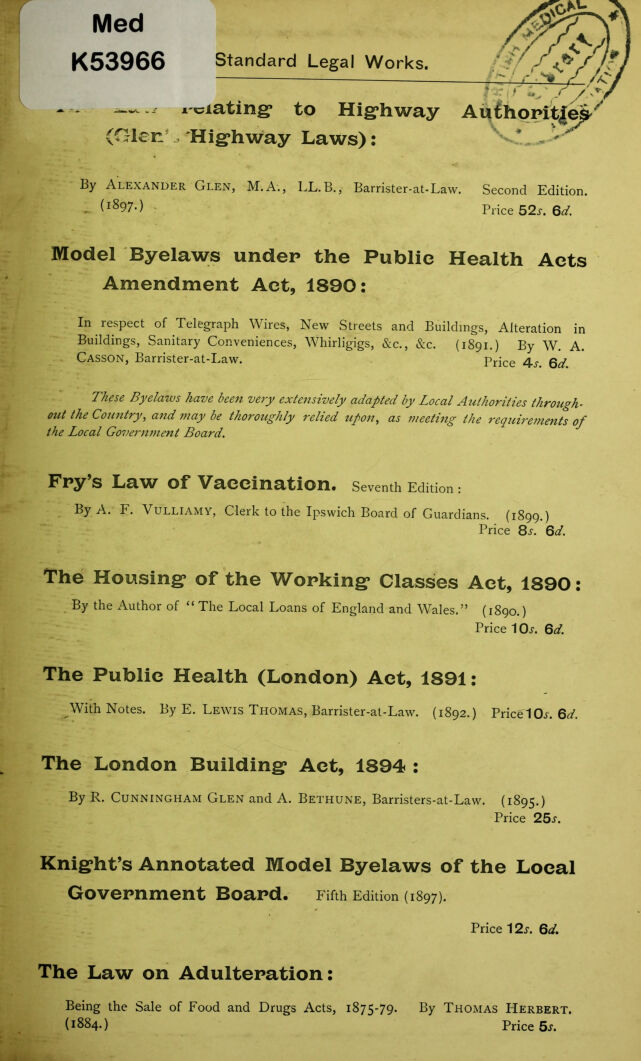 Med
K53966
Standard Legal Works.
BRITISH MEDICAL
Library
relating to Highway Authorities
(Glen's Highway Laws):
By ALEXANDER GLEN, M.A., LL.B., Barrister-at-Law. Second Edition.
(1897.) Price 52s. 6d.
Model Byelaws under the Public Health Acts
Amendment Act, 1890:
In respect of Telegraph Wires, New Streets and Buildings, Alteration in
Buildings, Sanitary Conveniences, Whirligigs, &c., &c. (1891.) By W. A.
CASSON, Barrister-at-Law. Price 4s. 6d.
These Byelaws have been very extensively adapted by Local Authorities through-
out the Country, and may be thoroughly relied upon, as meeting the requirements of
the Local Government Board.
Fry's Law of Vaccination. Seventh Edition:
By A. F. VULLIAMY, Clerk to the Ipswich Board of Guardians. (1899.)
Price 8s. 6d.
The Housing of the Working Classes Act, 1890:
By the Author of "The Local Loans of England and Wales." (1890.)
Price 10s. 6d.
The Public Health (London) Act, 1891:
With Notes. By E. LEWIS THOMAS, Barrister-at-Law. (1892.) Price 10s. 6d.
The London Building Act, 1894:
By R. CUNNINGHAM GLEN and A. BETHUNE, Barristers-at-Law. (1895.)
Price 25s.
Knight's Annotated Model Byelaws of the Local
Government Board. Fifth Edition (1897).
Price 12s. 6d.
The Law on Adulteration:
Being the Sale of Food and Drugs Acts, 1875-79. By THOMAS HERBERT.
(1884.) Price 5s.